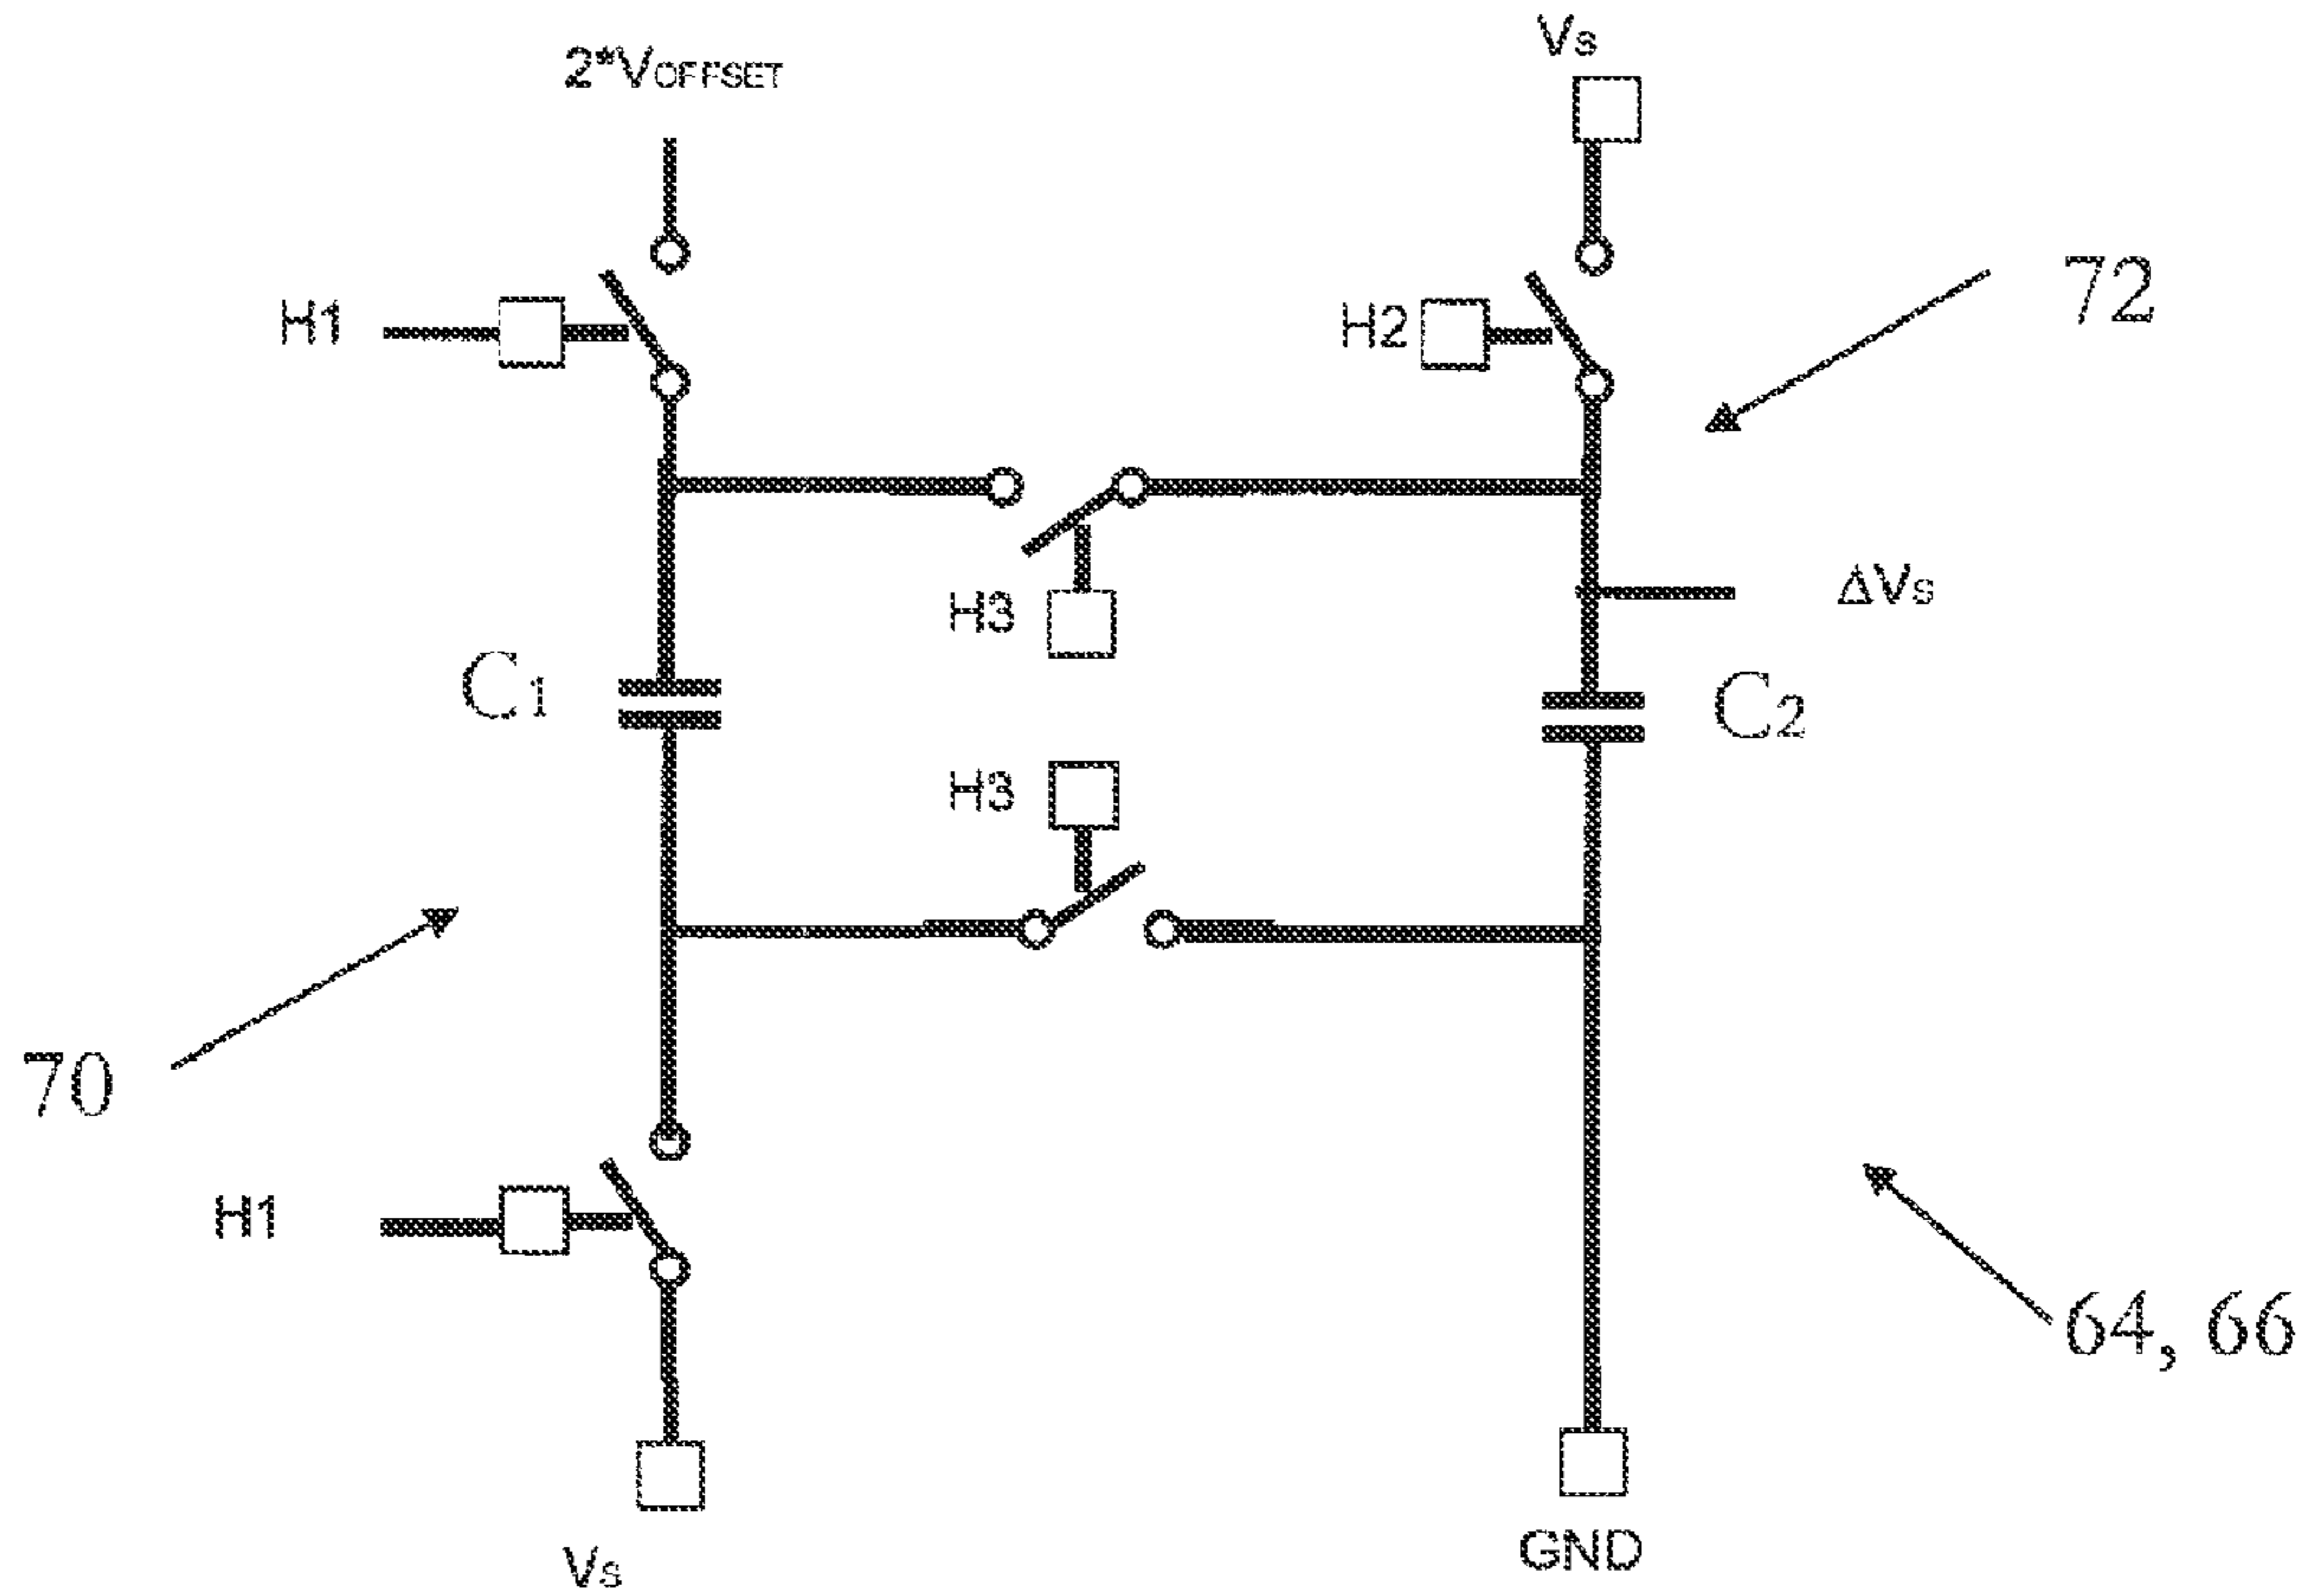 2*VOFFSET
Vs
H1
H2
72
H3
ΔVs
C1
C2
H3
70
H1
64, 66
Vs
GND